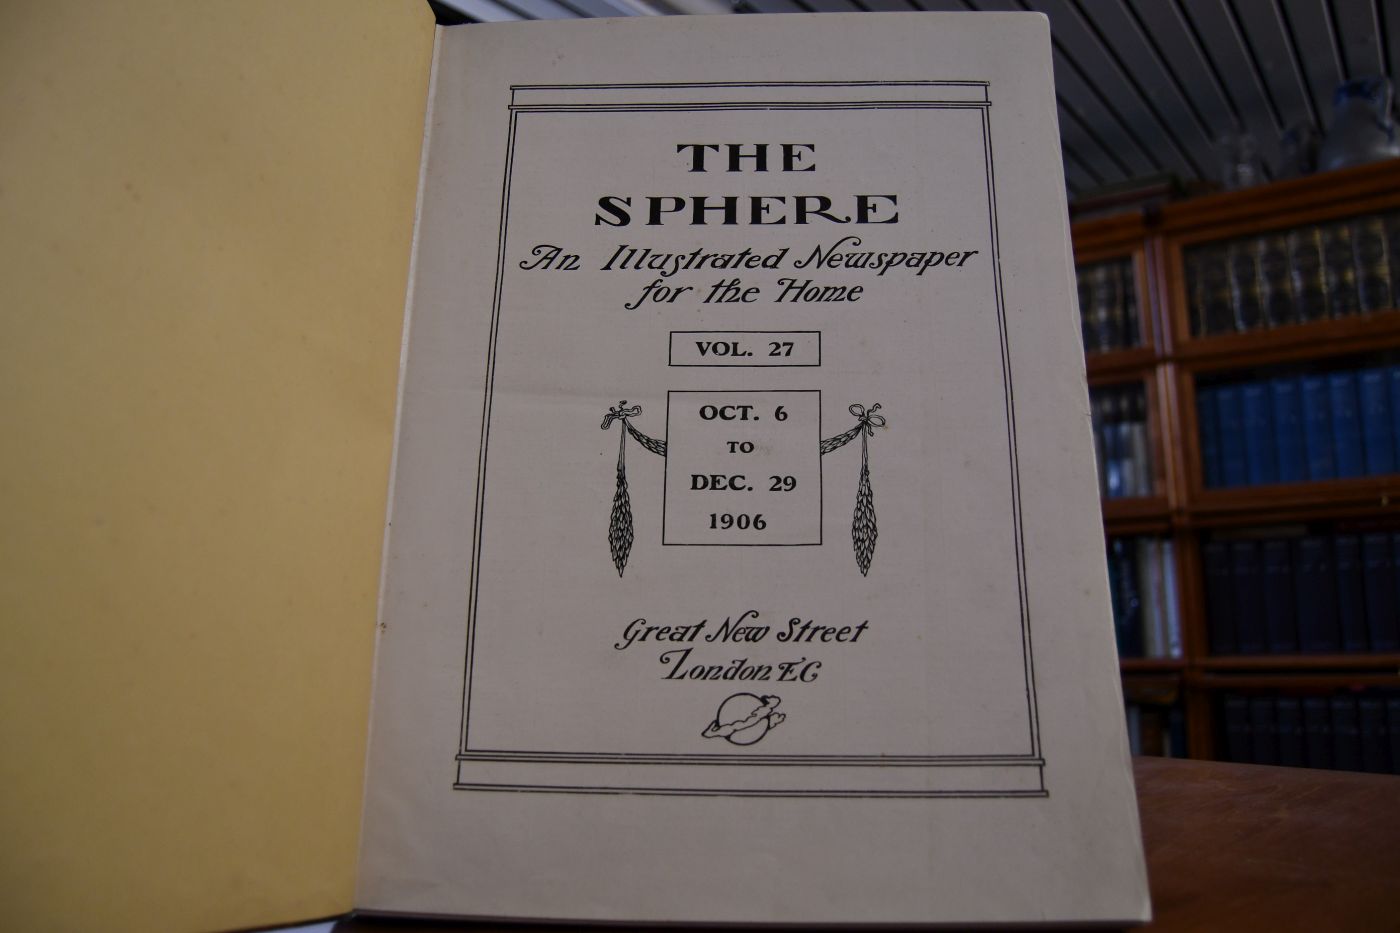 THE
SPHERE
An Illustrated Newspaper
for the Home
VOL. 27
OCT. 6
TO
DEC. 29
1906
Great New Street
London EC